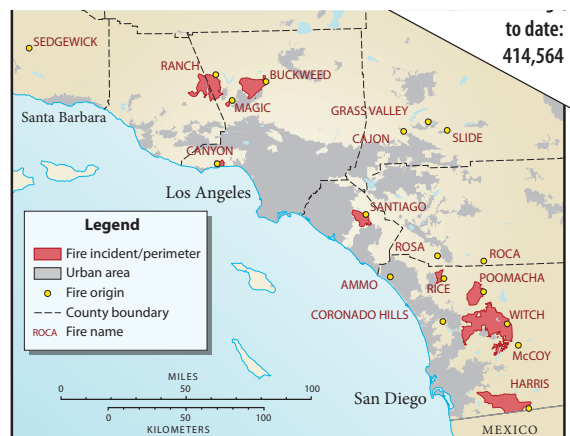 to date:
414,564
SEDGEWICK
RANCH
BUCKWEED
MAGIC
GRASS VALLEY
CAJON
SLIDE
Santa Barbara
CANYON
Los Angeles
SANTIAGO
ROSA
ROCA
AMMO
RICE
POOMACHA
CORONADO HILLS
WITCH
McCOY
HARRIS
San Diego
MEXICO
Legend
Fire incident/perimeter
Urban area
Fire origin
County boundary
ROCA Fire name
MILES
0 50 100
0 50 100
KILOMETERS